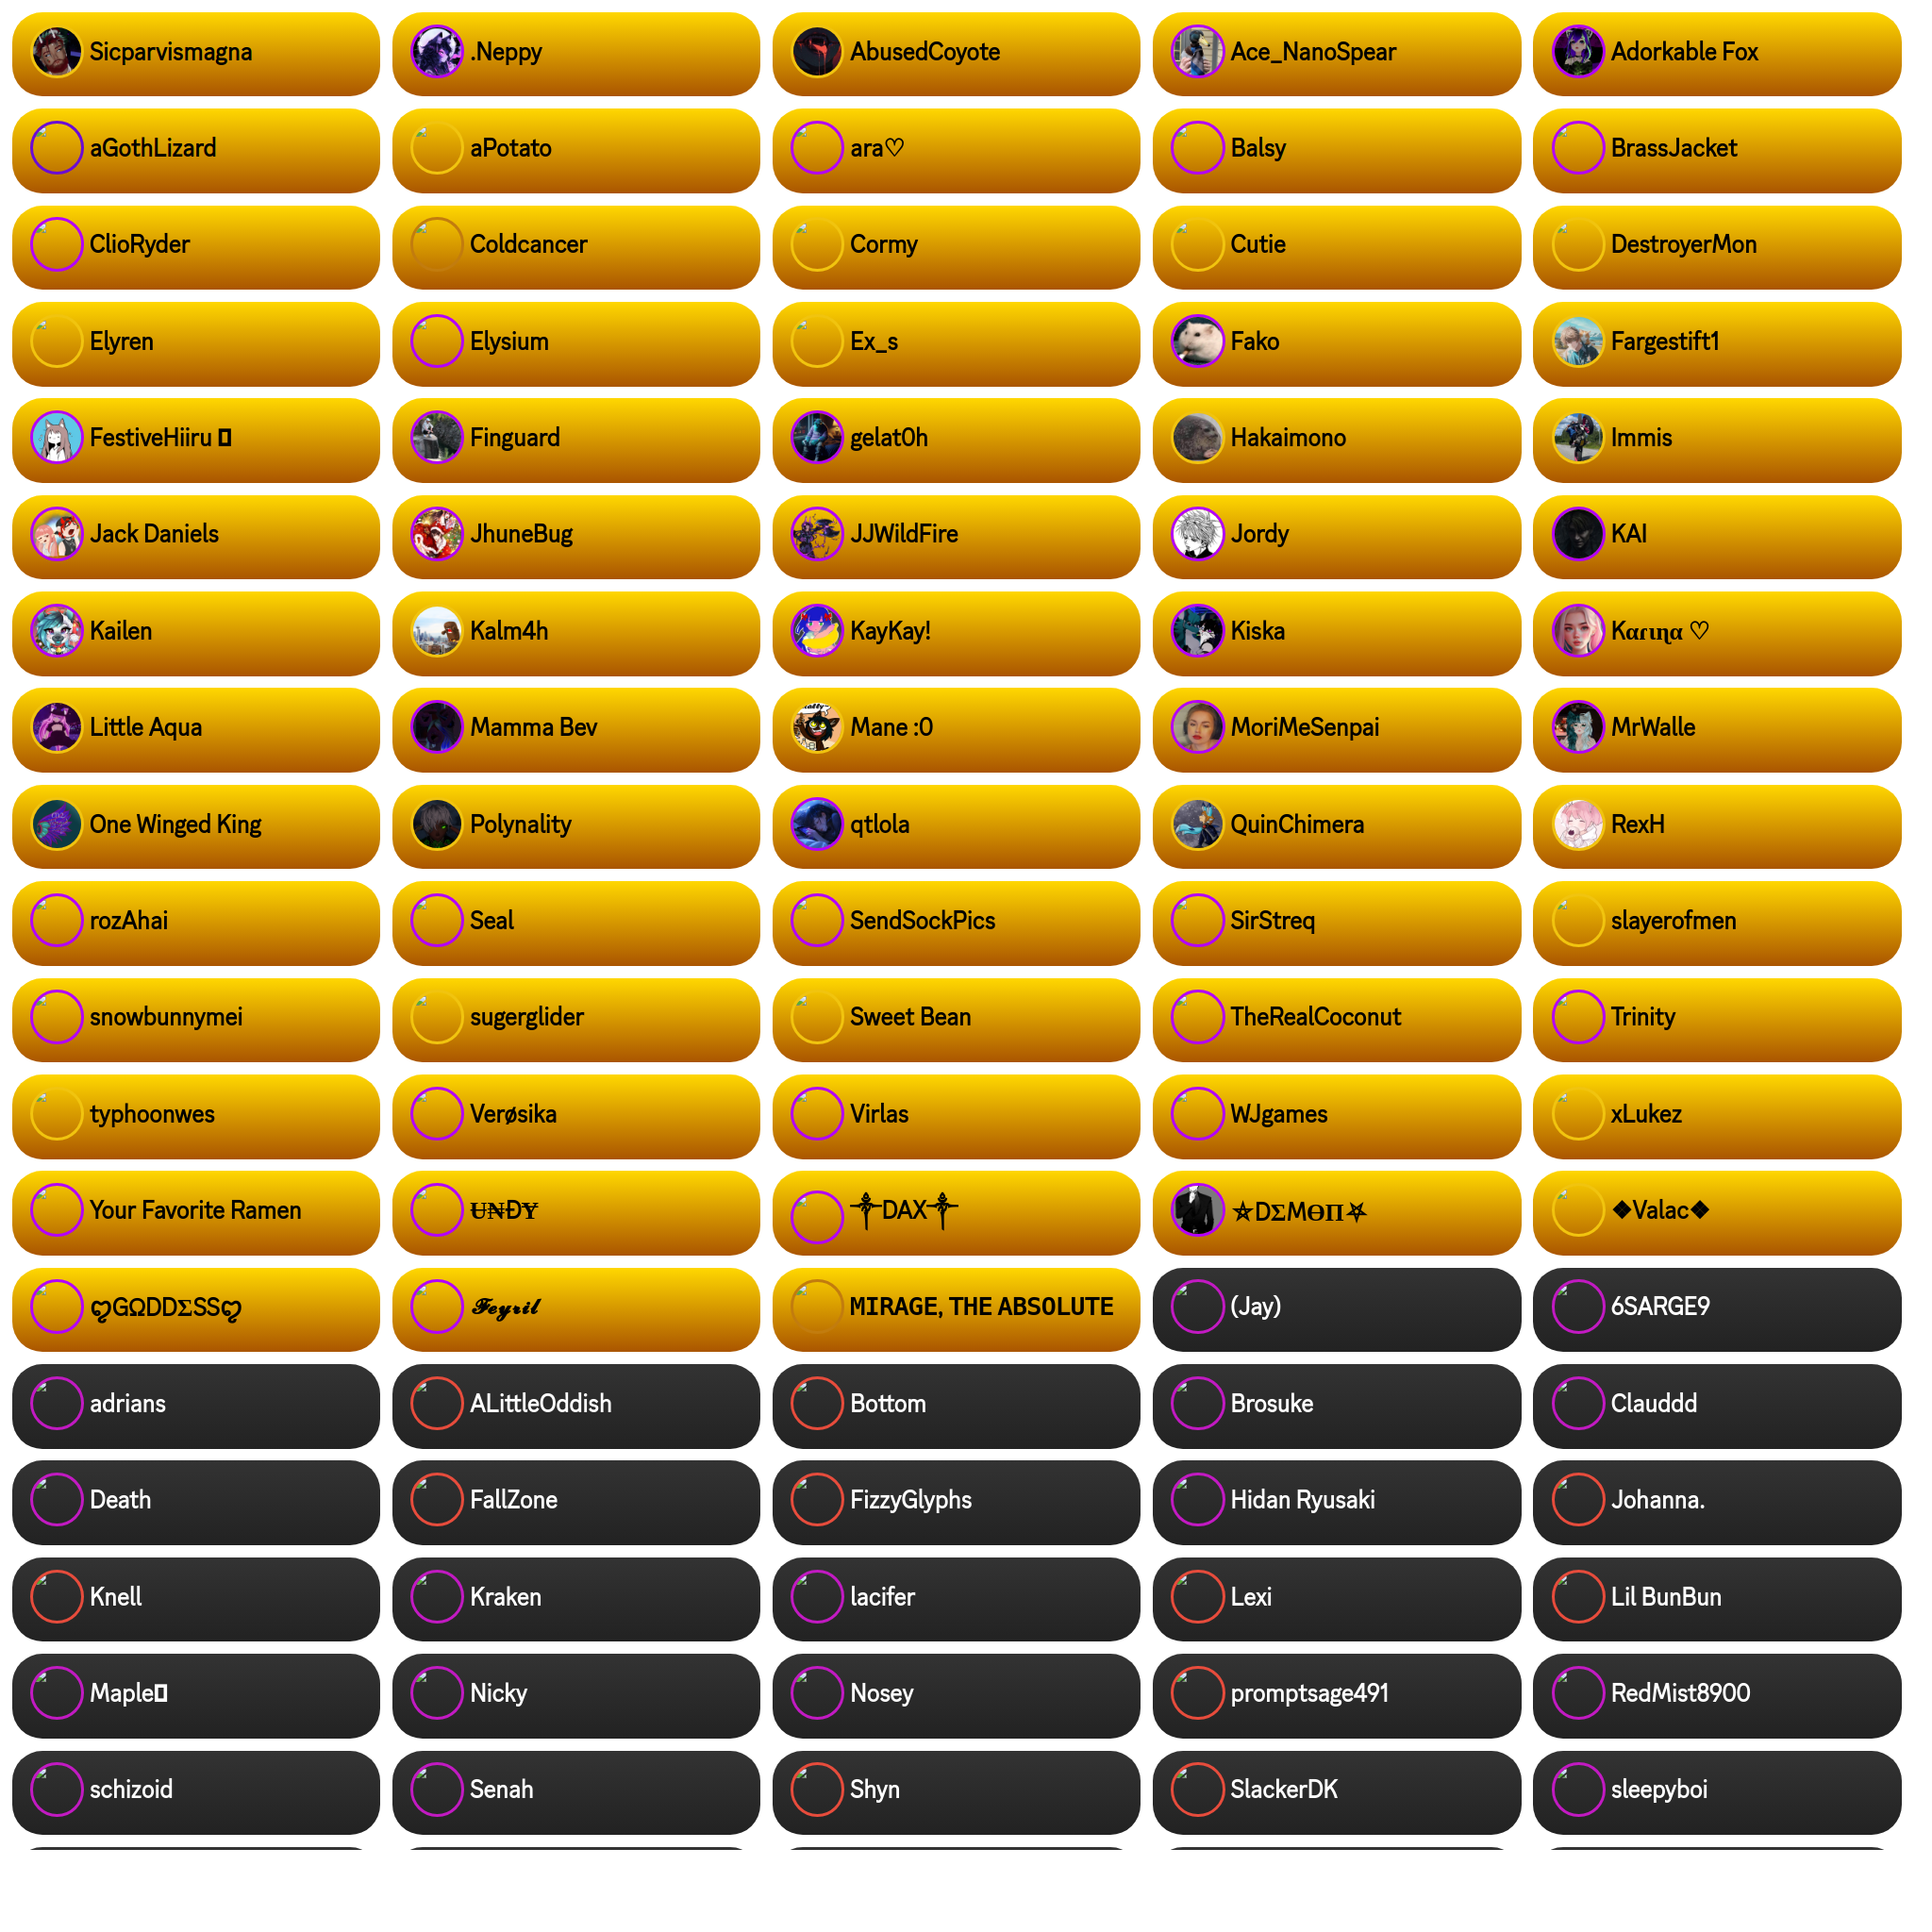 Sicparvismagna
.Neppy
AbusedCoyote
Ace_NanoSpear
Adorkable Fox
aGothLizard
aPotato
ara♡
Balsy
BrassJacket
ClioRyder
Coldcancer
Cormy
Cutie
DestroyerMon
Elyren
Elysium
Ex_s
Fako
Fargestift1
FestiveHiiru
Finguard
gelat0h
Hakaimono
Immis
Jack Daniels
JhuneBug
JJWildFire
Jordy
KAI
Kailen
Kalm4h
KayKay!
Kiska
Kαɾιɳα ♡
Little Aqua
Mamma Bev
Mane :0
MoriMeSenpai
MrWalle
One Winged King
Polynality
qtlola
QuinChimera
RexH
rozAhai
Seal
SendSockPics
SirStreq
slayerofmen
snowbunnymei
sugerglider
Sweet Bean
TheRealCoconut
Trinity
typhoonwes
Verøsika
Virlas
WJgames
xLukez
Your Favorite Ramen
U̶N̶ĐɎ
༒DAX༒
⛤DΣMӨΠ⛧
❖Valac❖
ღGΩDDΣSSღ
𝓕𝓮𝔂𝓻𝓲𝓵
MIRAGE, THE ABSOLUTE
(Jay)
6SARGE9
adrians
ALittleOddish
Bottom
Brosuke
Clauddd
Death
FallZone
FizzyGlyphs
Hidan Ryusaki
Johanna.
Knell
Kraken
lacifer
Lexi
Lil BunBun
Maple
Nicky
Nosey
promptsage491
RedMist8900
schizoid
Senah
Shyn
SlackerDK
sleepyboi